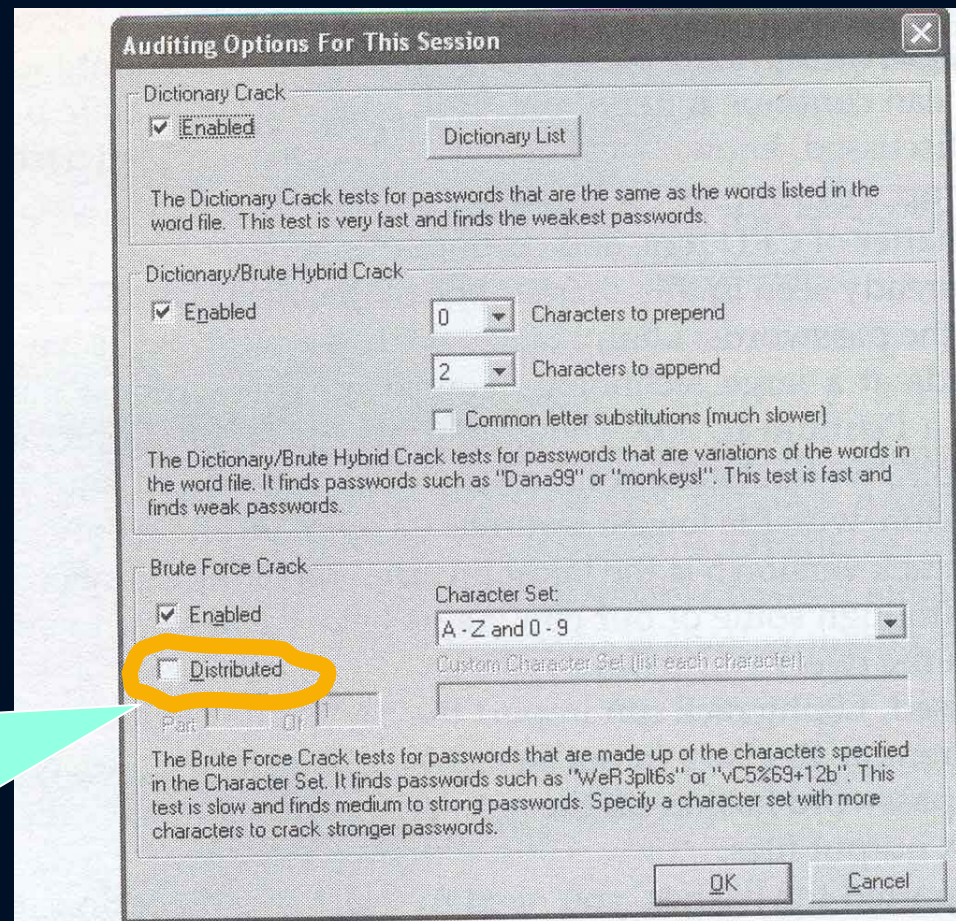 Auditing Options For This Session
Dictionary Crack
Enabled
Dictionary List
The Dictionary Crack tests for passwords that are the same as the words listed in the
word file. This test is very fast and finds the weakest passwords.
Dictionary/Brute Hybrid Crack
Enabled
0 Characters to prepend
2 Characters to append
Common letter substitutions (much slower)
The Dictionary/Brute Hybrid Crack tests for passwords that are variations of the words in
the word file. It finds passwords such as "Dana99" or "monkeys!". This test is fast and
finds weak passwords.
Brute Force Crack
Enabled
Character Set:
A - Z and 0 - 9
Distributed
Custom Character Set (list each character):
Part 1 Of 1
The Brute Force Crack tests for passwords that are made up of the characters specified
in the Character Set. It finds passwords such as "WeR3plt6s" or "vC5%69+12b". This
test is slow and finds medium to strong passwords. Specify a character set with more
characters to crack stronger passwords.
OK
Cancel